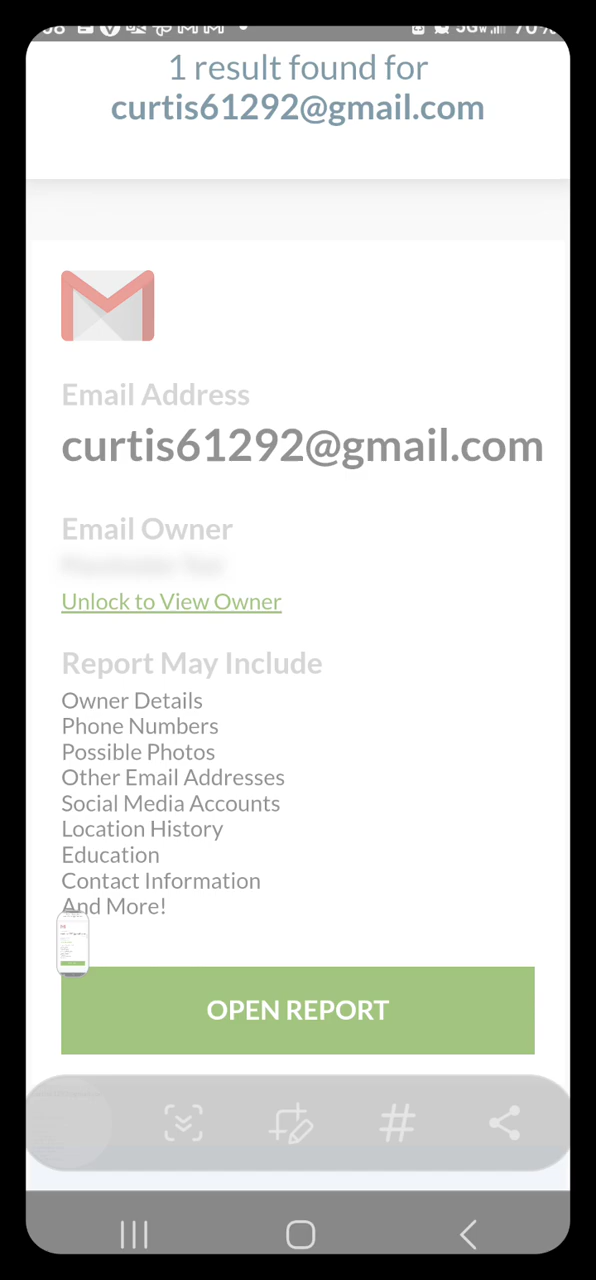 1 result found for
curtis61292@gmail.com
Email Address
curtis61292@gmail.com
Email Owner
Unlock to View Owner
Report May Include
Owner Details
Phone Numbers
Possible Photos
Other Email Addresses
Social Media Accounts
Location History
Education
Contact Information
And More!
OPEN REPORT